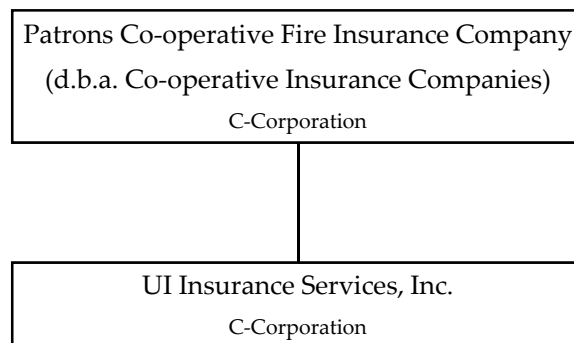 Patrons Co-operative Fire Insurance Company
(d.b.a. Co-operative Insurance Companies)
C-Corporation
UI Insurance Services, Inc.
C-Corporation